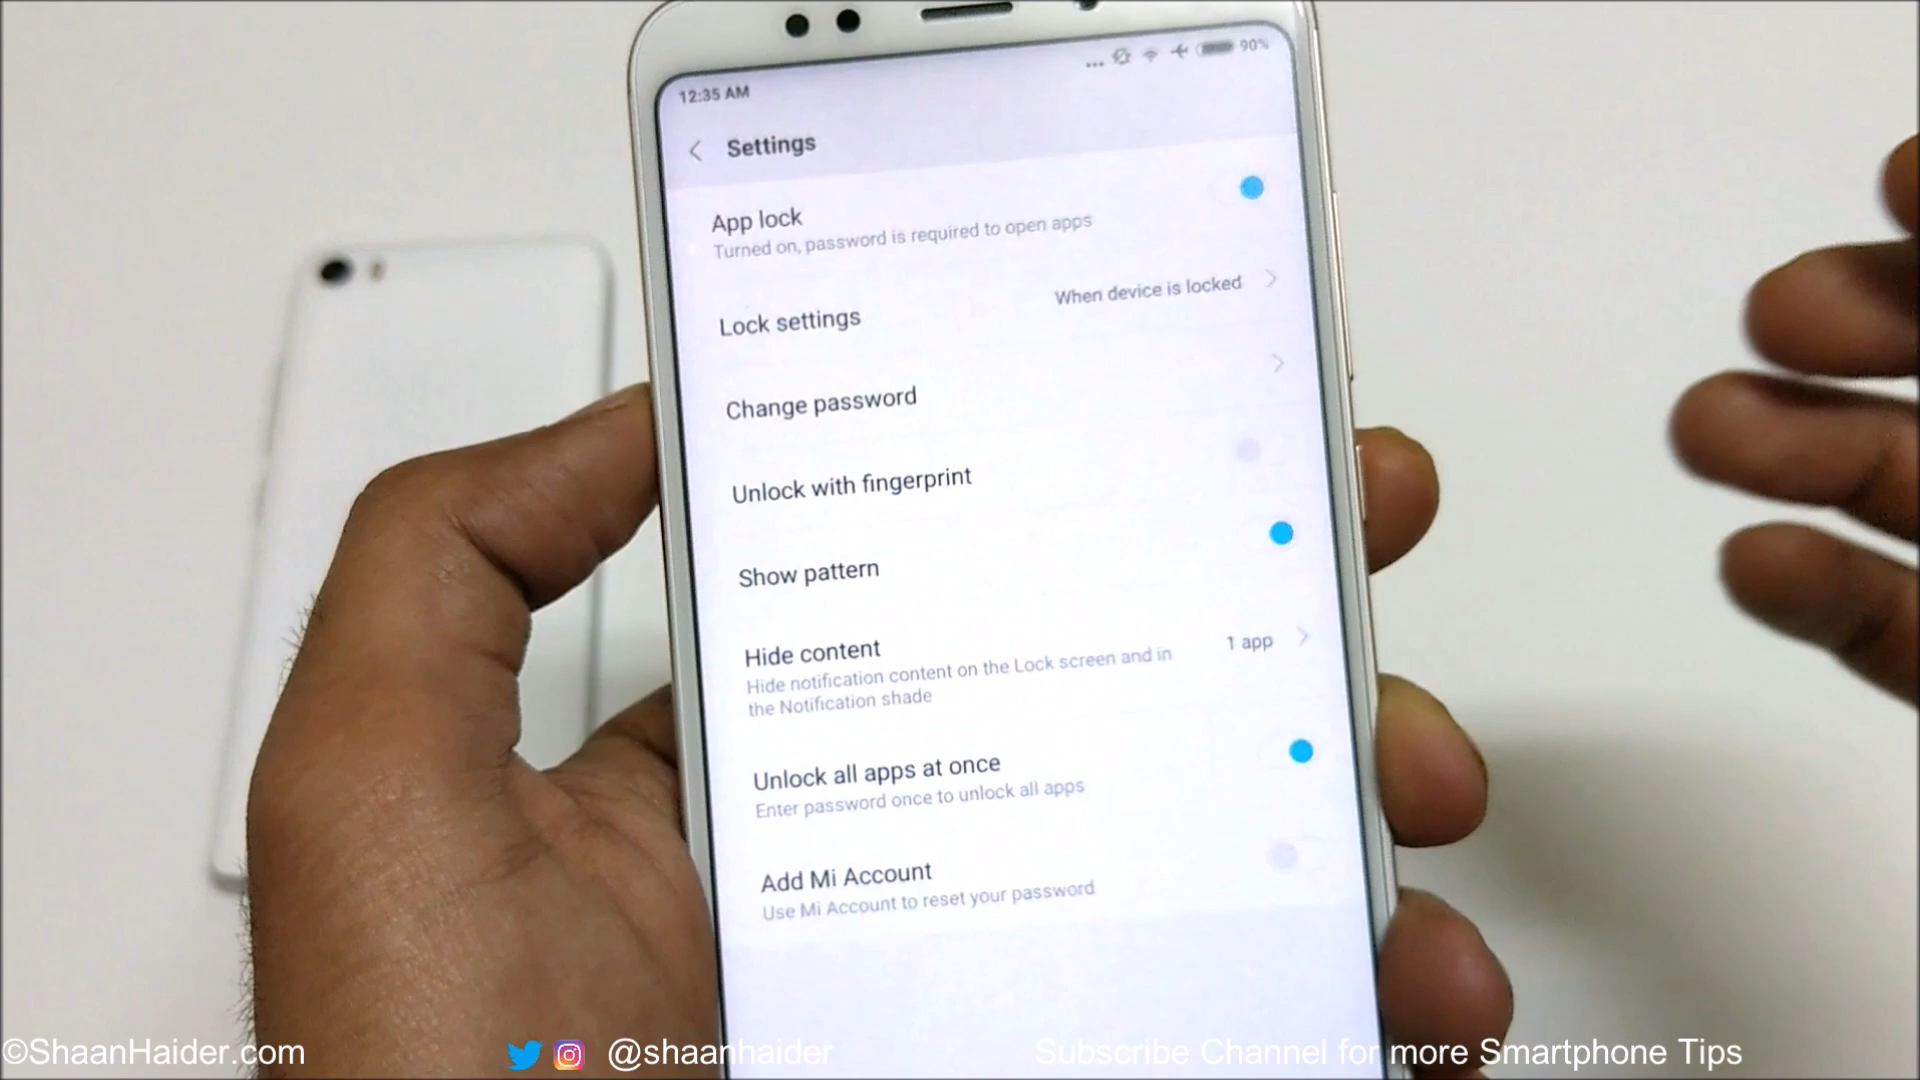 12:35 AM
... 90%
Settings
App lock
Turned on, password is required to open apps
Lock settings
When device is locked
Change password
Unlock with fingerprint
Show pattern
Hide content
1 app
Hide notification content on the Lock screen and in
the Notification shade
Unlock all apps at once
Enter password once to unlock all apps
Add Mi Account
Use Mi Account to reset your password
©ShaanHaider.com
@shaanhaider
Subscribe Channel for more Smartphone Tips